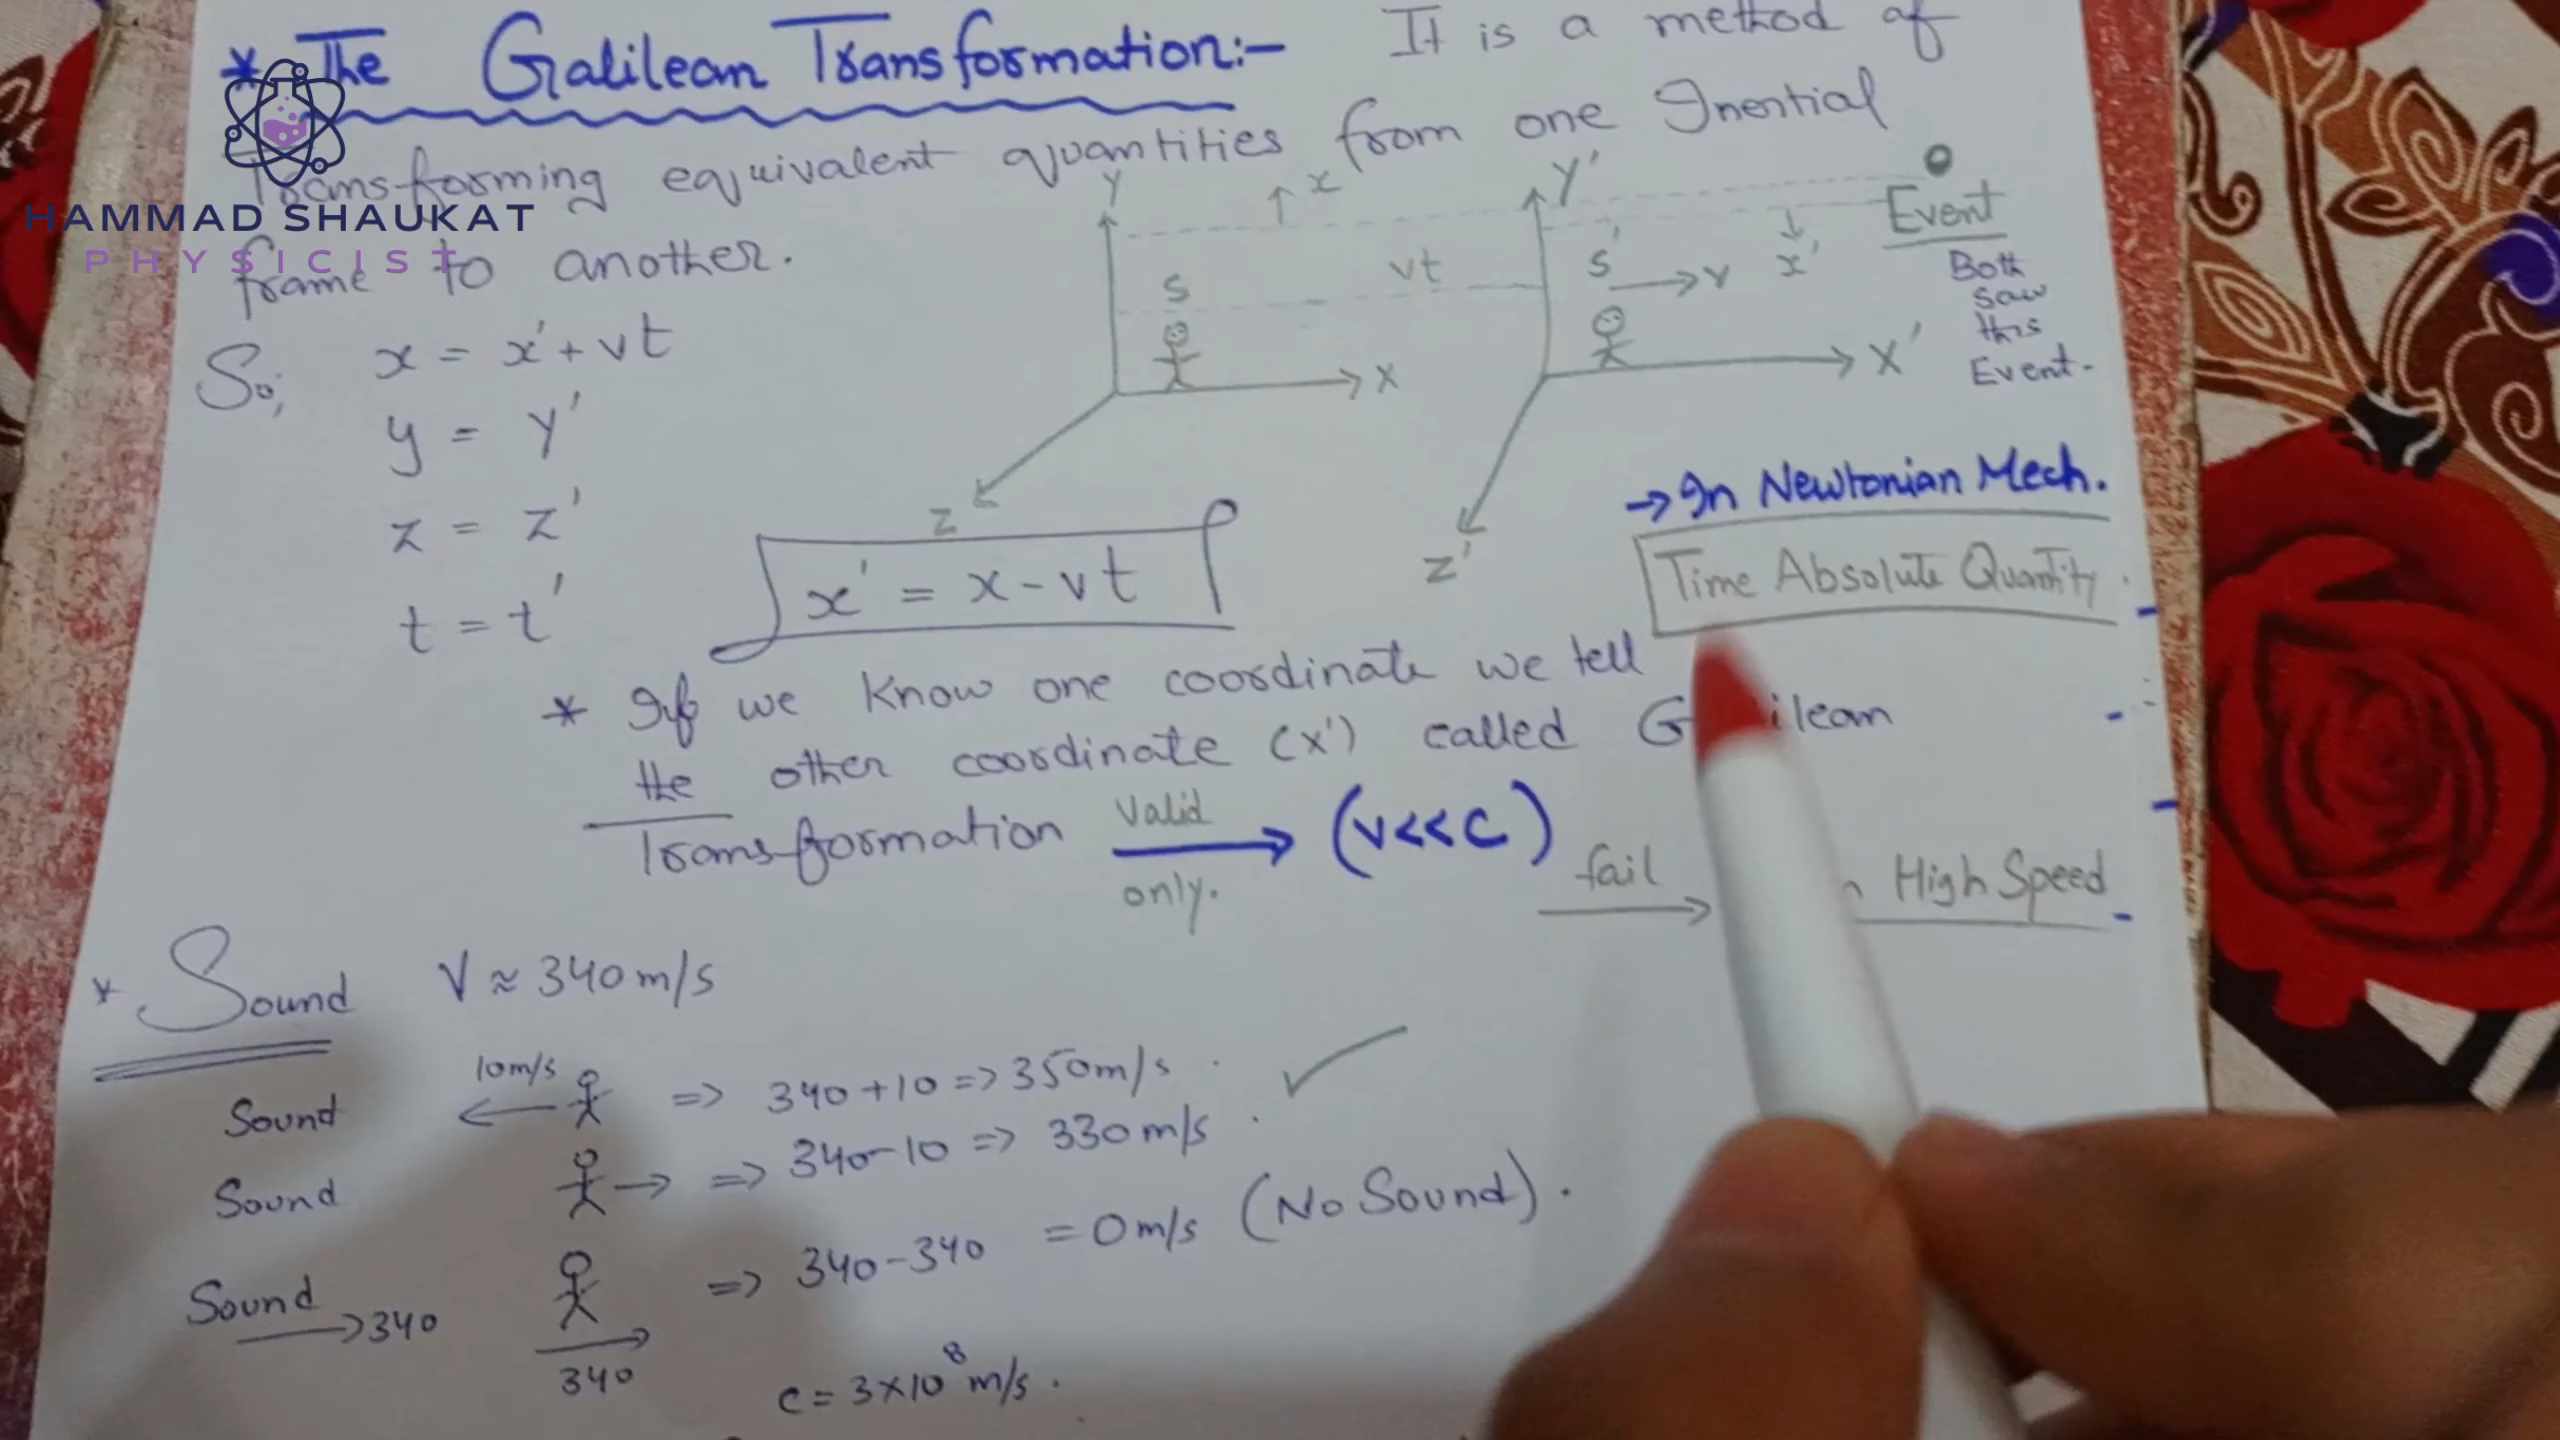 * The Galilean Transformation:- It is a method of
Transforming equivalent quantities from one Inertial
frame to another.
HAMMAD SHAUKAT
PHYSICIST
So; x = x' + vt
y = y'
z = z'
t = t'
Y
x
S
vt
X
Z
Y'
S'
v
x'
X'
Z'
Event
Both
saw
this
Event.
x' = x - vt
→ In Newtonian Mech.
Time Absolute Quantity.
* If we know one coordinate we tell
the other coordinate (x') called
Transformation Valid only. → (v<<c)
fail → High Speed
* Sound V ≈ 340 m/s
Sound 10m/s ← => 340 + 10 => 350 m/s .
Sound → => 340 - 10 => 330 m/s . ✓
Sound → 340 → 340 => 340 - 340 = 0 m/s (No Sound).
c = 3×10⁸ m/s .